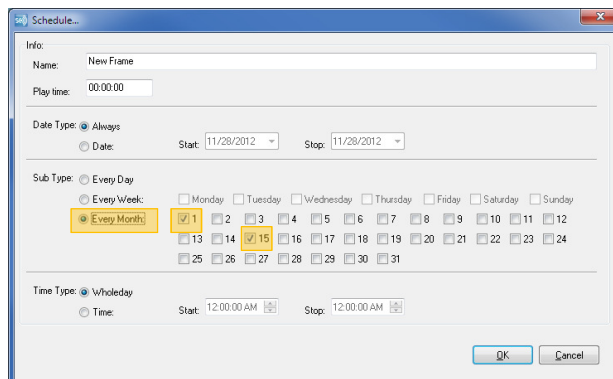 Schedule...
Info:
Name: New Frame
Play time: 00:00:00
Date Type: Always
Date: Start: 11/28/2012 Stop: 11/28/2012
Sub Type: Every Day
Every Week: Monday Tuesday Wednesday Thursday Friday Saturday Sunday
Every Month: 1 2 3 4 5 6 7 8 9 10 11 12
13 14 15 16 17 18 19 20 21 22 23 24
25 26 27 28 29 30 31
Time Type: Wholeday
Time: Start: 12:00:00 AM Stop: 12:00:00 AM
OK Cancel